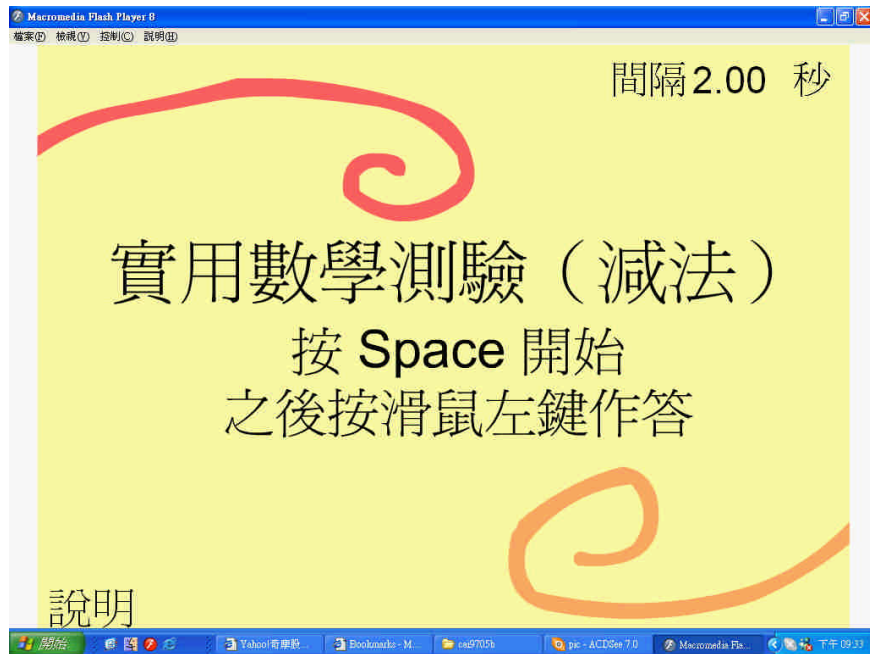 Macromedia Flash Player 8
檔案(F) 檢視(V) 控制(C) 說明(H)
間隔2.00 秒
實用數學測驗（減法）
按 Space 開始
之後按滑鼠左鍵作答
說明
開始 Yahoo!奇摩股... Bookmarks - M... cai9705b pic - ACDSee 7.0 Macromedia Fla... 下午 09:33